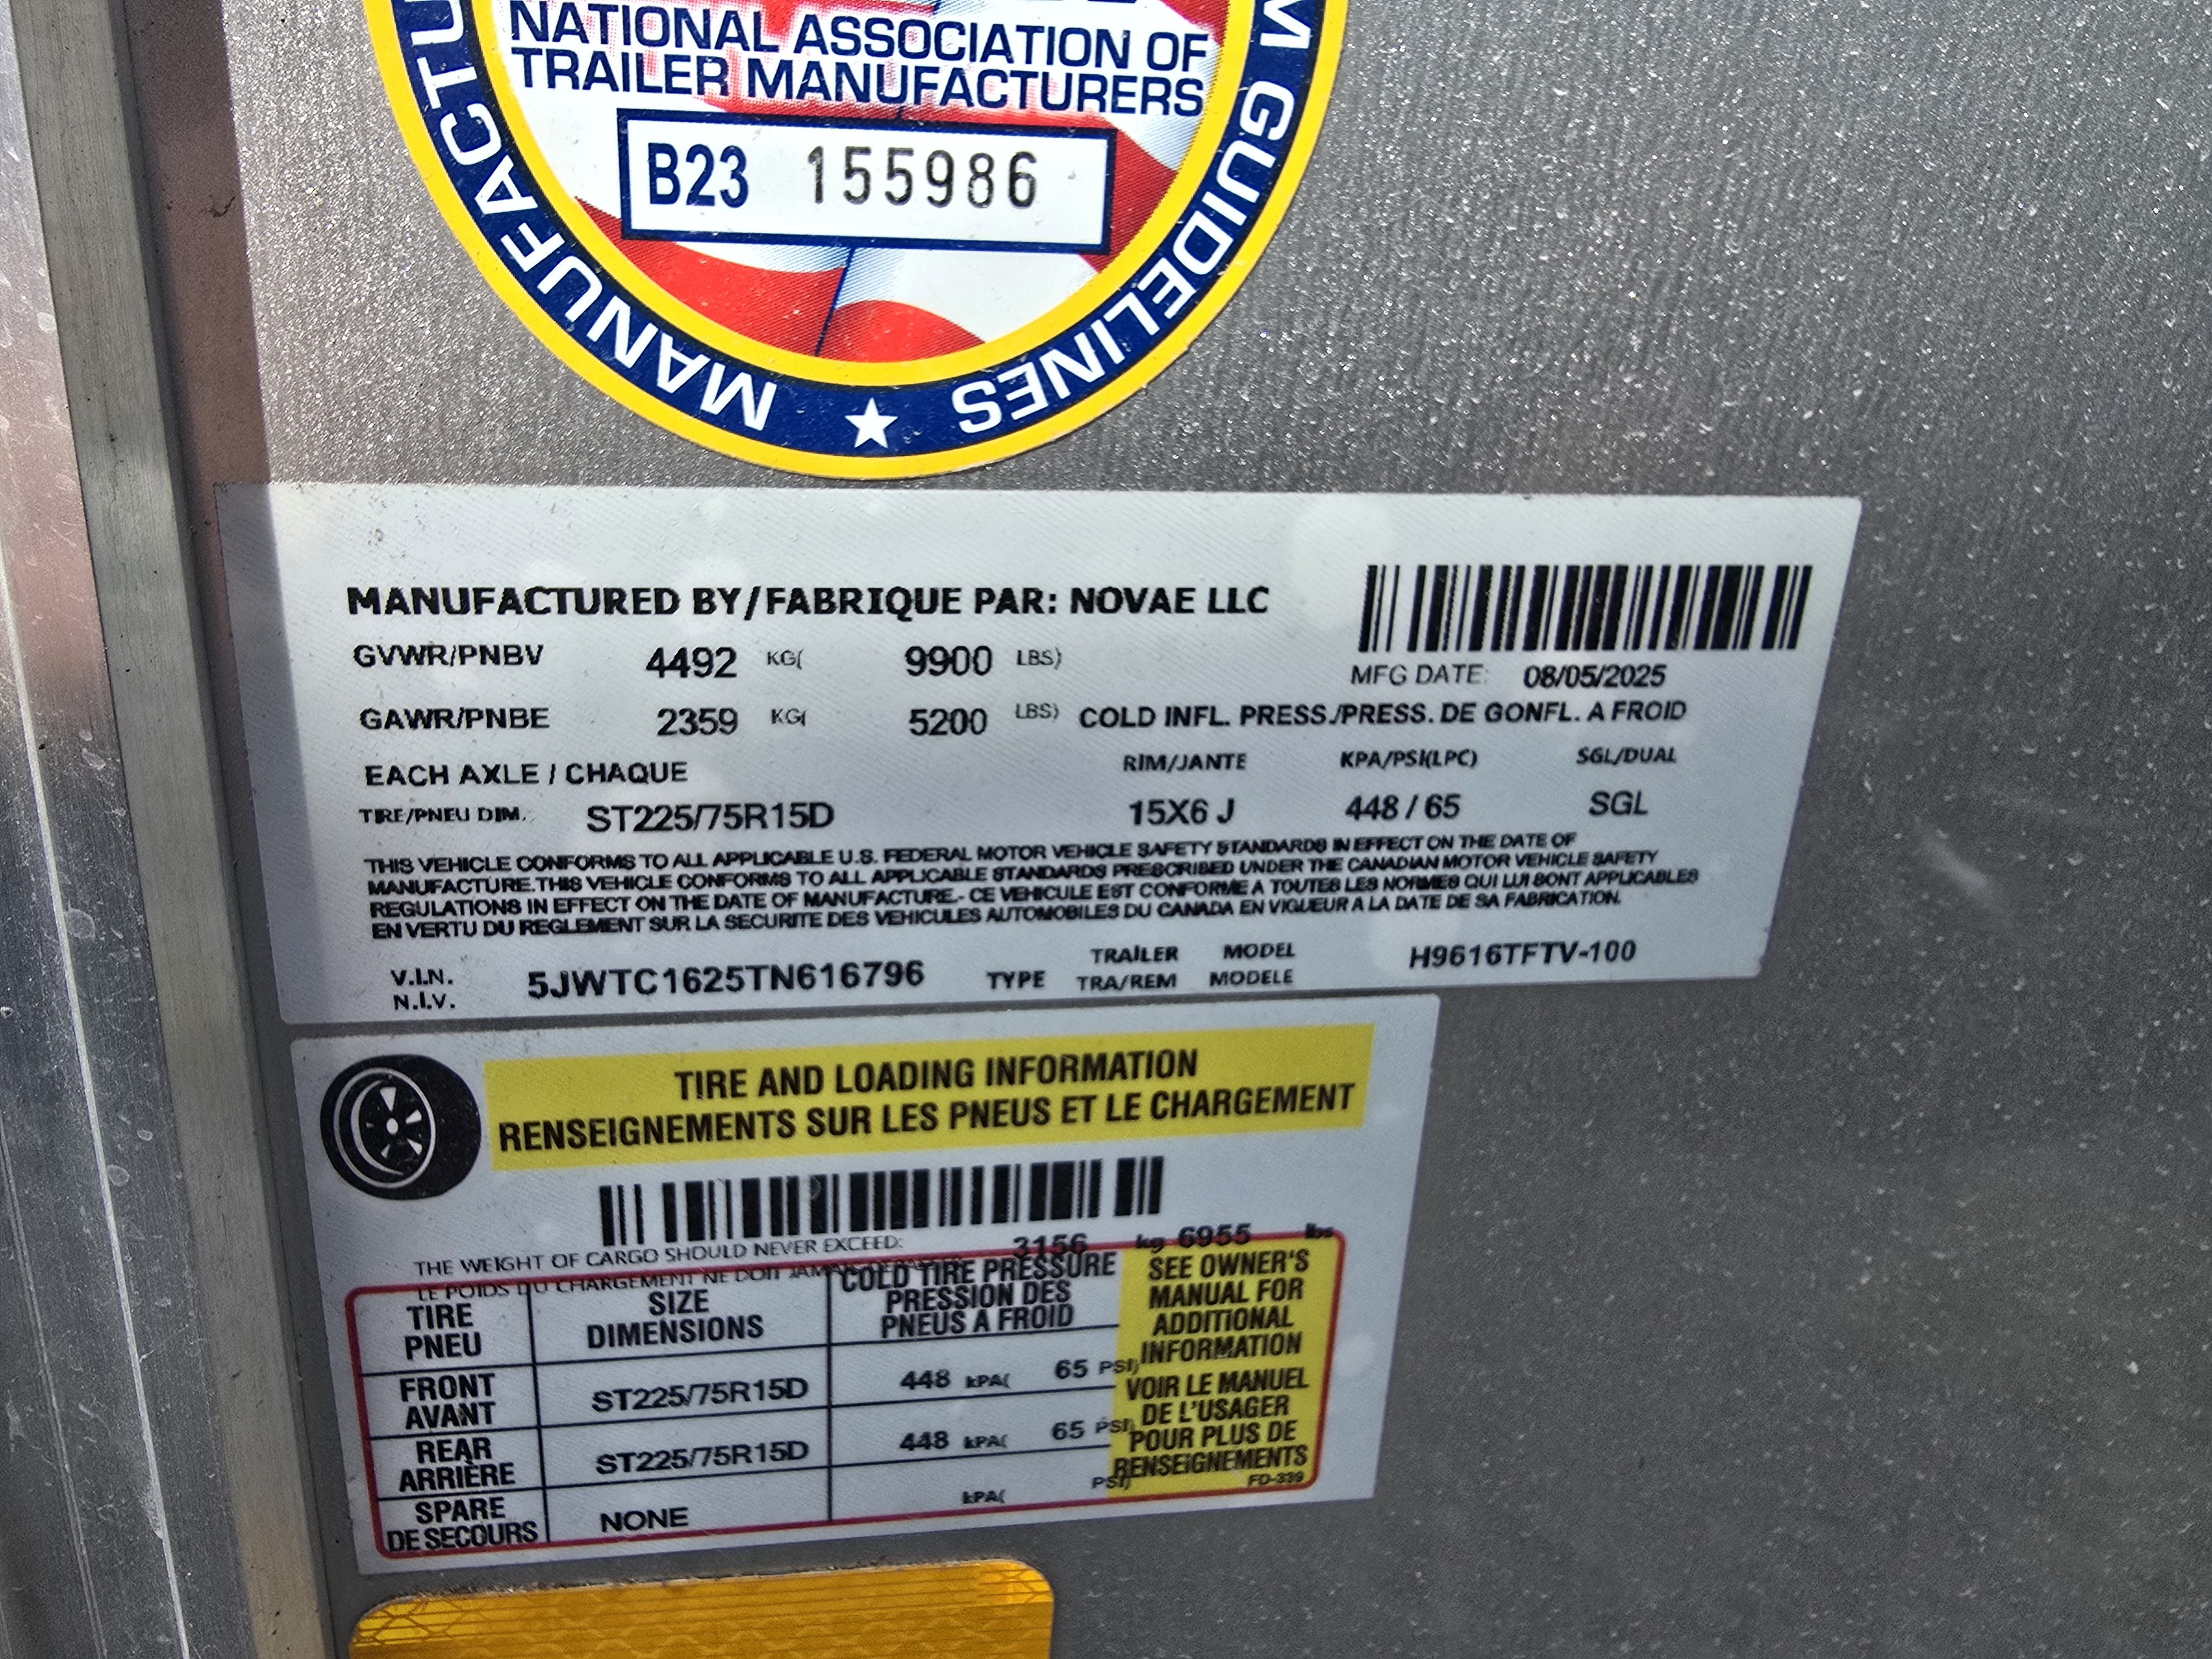 NATIONAL ASSOCIATION OF
TRAILER MANUFACTURERS
B23 155986
GUIDELINES
MANUFACTURED BY/FABRIQUE PAR: NOVAE LLC
GVWR/PNBV 4492 KG( 9900 LBS)
MFG DATE: 08/05/2025
GAWR/PNBE 2359 KG( 5200 LBS) COLD INFL. PRESS./PRESS. DE GONFL. A FROID
EACH AXLE / CHAQUE RIM/JANTE KPA/PSI(LPC) SGL/DUAL
TIRE/PNEU DIM. ST225/75R15D 15X6 J 448 / 65 SGL
THIS VEHICLE CONFORMS TO ALL APPLICABLE U.S. FEDERAL MOTOR VEHICLE SAFETY STANDARDS IN EFFECT ON THE DATE OF
MANUFACTURE.THIS VEHICLE CONFORMS TO ALL APPLICABLE STANDARDS PRESCRIBED UNDER THE CANADIAN MOTOR VEHICLE SAFETY
REGULATIONS IN EFFECT ON THE DATE OF MANUFACTURE.- CE VEHICULE EST CONFORME A TOUTES LES NORMES QUI LUI SONT APPLICABLES
EN VERTU DU REGLEMENT SUR LA SECURITE DES VEHICULES AUTOMOBILES DU CANADA EN VIGUEUR A LA DATE DE SA FABRICATION.
V.I.N. 5JWTC1625TN616796 TYPE TRAILER MODEL H9616TFTV-100
N.I.V. TRA/REM MODELE
TIRE AND LOADING INFORMATION
RENSEIGNEMENTS SUR LES PNEUS ET LE CHARGEMENT
THE WEIGHT OF CARGO SHOULD NEVER EXCEED: 3156 kg 6955 lbs
LE POIDS DU CHARGEMENT NE DOIT JAMAIS
TIRE
PNEU
SIZE
DIMENSIONS
COLD TIRE PRESSURE
PRESSION DES
PNEUS A FROID
SEE OWNER'S
MANUAL FOR
ADDITIONAL
INFORMATION
VOIR LE MANUEL
DE L'USAGER
POUR PLUS DE
RENSEIGNEMENTS
FD-339
FRONT
AVANT
ST225/75R15D 448 kPA( 65 PSI)
REAR
ARRIÈRE
ST225/75R15D 448 kPA( 65 PSI)
SPARE
DE SECOURS
NONE kPA( PSI)